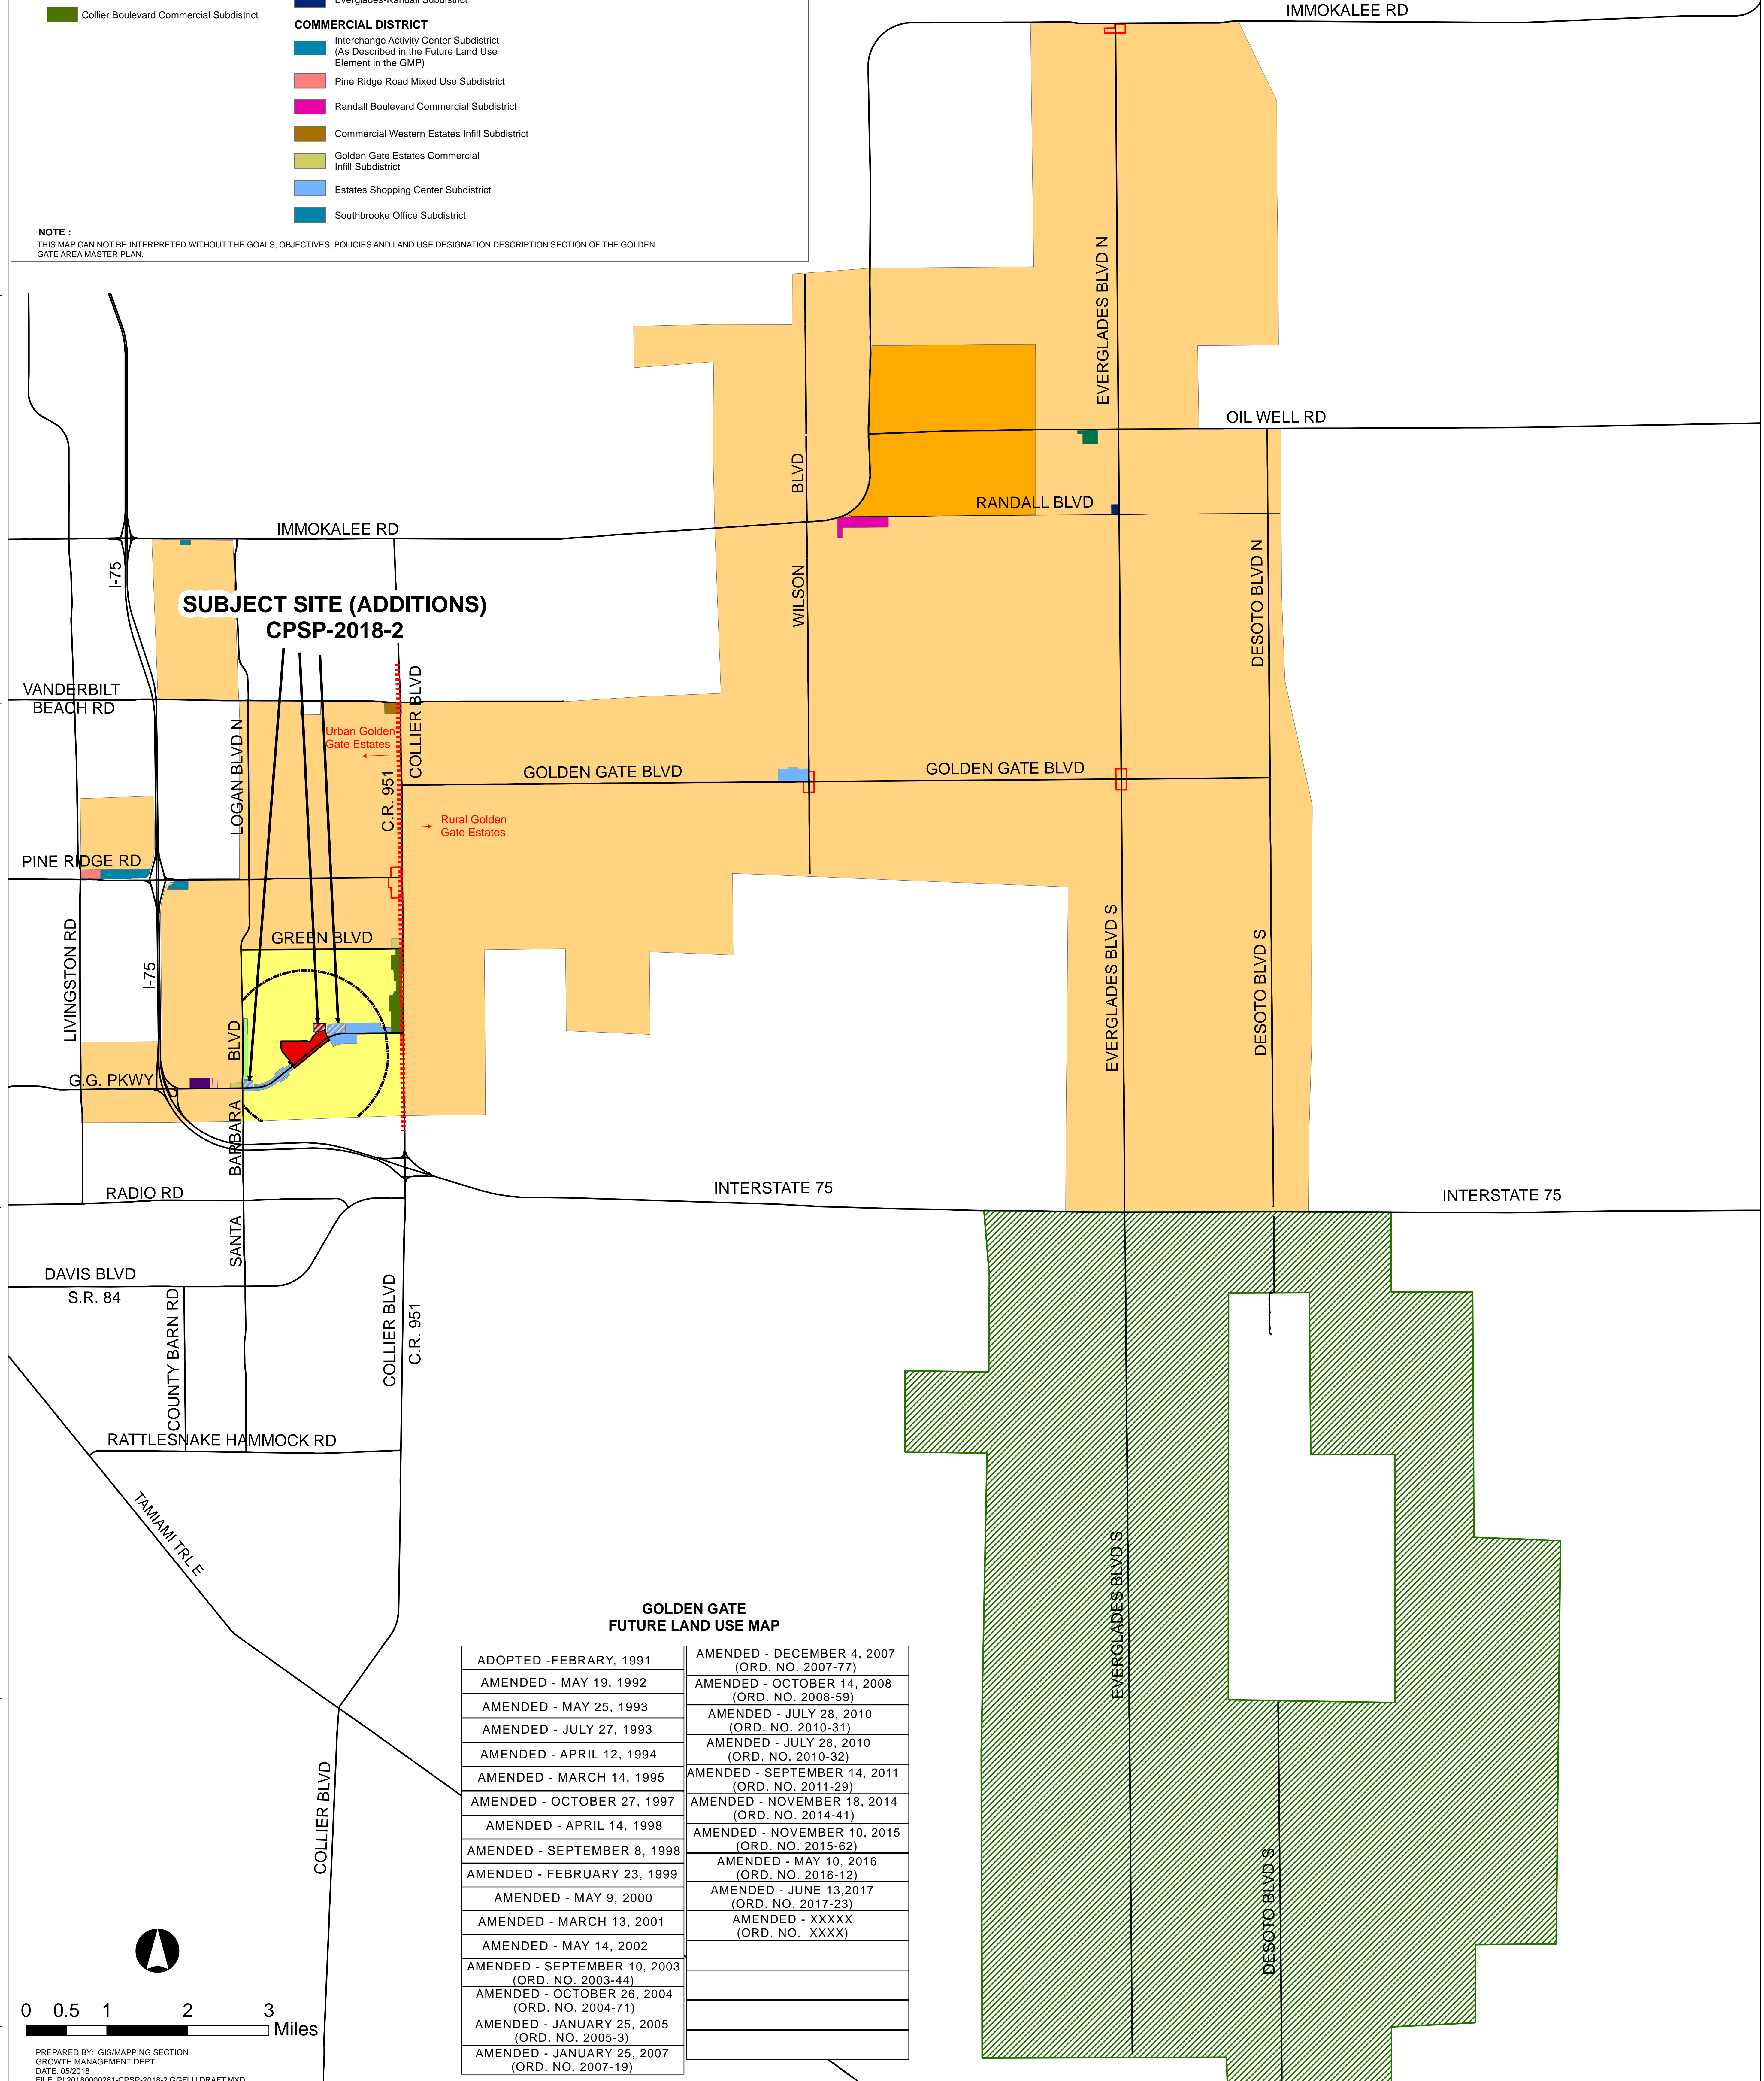 Everglades-Randall Subdistrict
Collier Boulevard Commercial Subdistrict
COMMERCIAL DISTRICT
Interchange Activity Center Subdistrict
(As Described in the Future Land Use
Element in the GMP)
Pine Ridge Road Mixed Use Subdistrict
Randall Boulevard Commercial Subdistrict
Commercial Western Estates Infill Subdistrict
Golden Gate Estates Commercial
Infill Subdistrict
Estates Shopping Center Subdistrict
Southbrooke Office Subdistrict
NOTE :
THIS MAP CAN NOT BE INTERPRETED WITHOUT THE GOALS, OBJECTIVES, POLICIES AND LAND USE DESIGNATION DESCRIPTION SECTION OF THE GOLDEN
GATE AREA MASTER PLAN.
IMMOKALEE RD
EVERGLADES BLVD N
OIL WELL RD
BLVD
RANDALL BLVD
IMMOKALEE RD
I-75
WILSON
DESOTO BLVD N
SUBJECT SITE (ADDITIONS)
CPSP-2018-2
VANDERBILT
BEACH RD
COLLIER BLVD
LOGAN BLVD N
Urban Golden
Gate Estates
C.R. 951
GOLDEN GATE BLVD
GOLDEN GATE BLVD
Rural Golden
Gate Estates
PINE RIDGE RD
LIVINGSTON RD
GREEN BLVD
I-75
EVERGLADES BLVD S
DESOTO BLVD S
BLVD
G.G. PKWY
BARBARA
RADIO RD
INTERSTATE 75
INTERSTATE 75
SANTA
DAVIS BLVD
S.R. 84
COUNTY BARN RD
COLLIER BLVD
C.R. 951
RATTLESNAKE HAMMOCK RD
TAMIAMI TRL E
EVERGLADES BLVD S
COLLIER BLVD
DESOTO BLVD S
GOLDEN GATE
FUTURE LAND USE MAP
ADOPTED -FEBRARY, 1991
AMENDED - MAY 19, 1992
AMENDED - MAY 25, 1993
AMENDED - JULY 27, 1993
AMENDED - APRIL 12, 1994
AMENDED - MARCH 14, 1995
AMENDED - OCTOBER 27, 1997
AMENDED - APRIL 14, 1998
AMENDED - SEPTEMBER 8, 1998
AMENDED - FEBRUARY 23, 1999
AMENDED - MAY 9, 2000
AMENDED - MARCH 13, 2001
AMENDED - MAY 14, 2002
AMENDED - SEPTEMBER 10, 2003
(ORD. NO. 2003-44)
AMENDED - OCTOBER 26, 2004
(ORD. NO. 2004-71)
AMENDED - JANUARY 25, 2005
(ORD. NO. 2005-3)
AMENDED - JANUARY 25, 2007
(ORD. NO. 2007-19)
AMENDED - DECEMBER 4, 2007
(ORD. NO. 2007-77)
AMENDED - OCTOBER 14, 2008
(ORD. NO. 2008-59)
AMENDED - JULY 28, 2010
(ORD. NO. 2010-31)
AMENDED - JULY 28, 2010
(ORD. NO. 2010-32)
AMENDED - SEPTEMBER 14, 2011
(ORD. NO. 2011-29)
AMENDED - NOVEMBER 18, 2014
(ORD. NO. 2014-41)
AMENDED - NOVEMBER 10, 2015
(ORD. NO. 2015-62)
AMENDED - MAY 10, 2016
(ORD. NO. 2016-12)
AMENDED - JUNE 13,2017
(ORD. NO. 2017-23)
AMENDED - XXXXX
(ORD. NO. XXXX)
0 0.5 1 2 3
Miles
PREPARED BY: GIS/MAPPING SECTION
GROWTH MANAGEMENT DEPT.
DATE: 05/2018
FILE: PL20180000261-CPSP-2018-2 GGFLU DRAFT.MXD